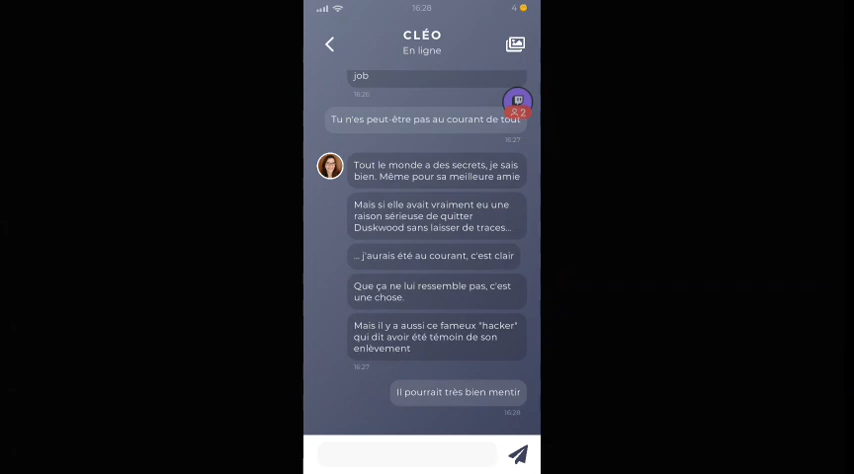 16:28
4
CLÉO
En ligne
job
16:26
Tu n'es peut-être pas au courant de tout
2
16:27
Tout le monde a des secrets, je sais
bien. Même pour sa meilleure amie
Mais si elle avait vraiment eu une
raison sérieuse de quitter
Duskwood sans laisser de traces...
... j'aurais été au courant, c'est clair
Que ça ne lui ressemble pas, c'est
une chose.
Mais il y a aussi ce fameux "hacker"
qui dit avoir été témoin de son
enlèvement
16:27
Il pourrait très bien mentir
16:28